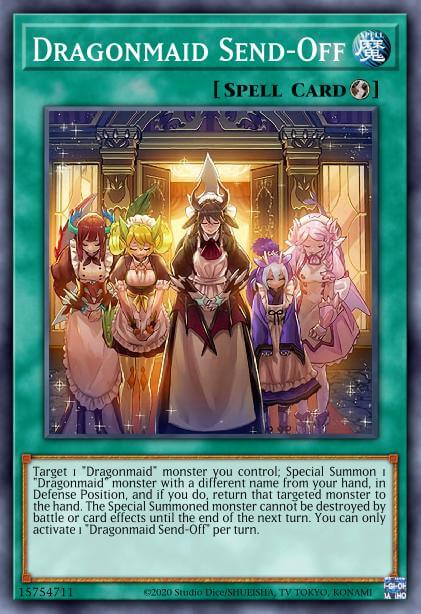 DRAGONMAID SEND-OFF
SPELL
魔
[SPELL CARD]
Target 1 "Dragonmaid" monster you control; Special Summon 1
"Dragonmaid" monster with a different name from your hand, in
Defense Position, and if you do, return that targeted monster to
the hand. The Special Summoned monster cannot be destroyed by
battle or card effects until the end of the next turn. You can only
activate 1 "Dragonmaid Send-Off" per turn.
15754711
©2020 Studio Dice/SHUEISHA, TV TOKYO, KONAMI